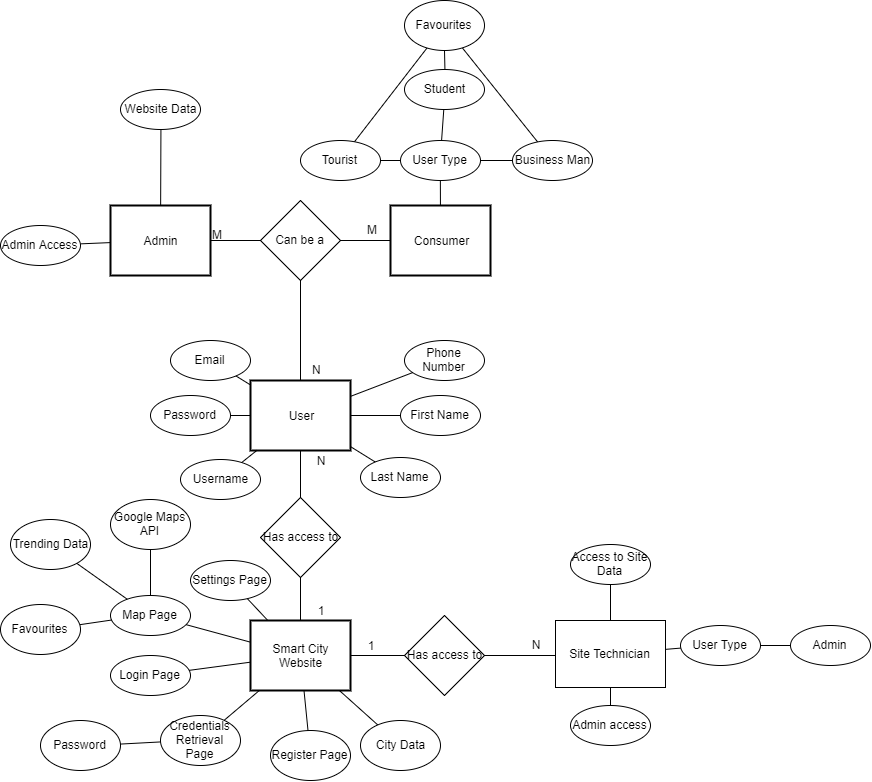 Favourites
Student
Website Data
Tourist
User Type
Business Man
M
M
Admin Access
Admin
Can be a
Consumer
Email
Phone
Number
N
Password
User
First Name
N
Username
Last Name
Google Maps
API
Trending Data
Has access to
Access to Site
Data
Settings Page
Map Page
1
Favourites
Smart City
Website
1
Has access to
N
Site Technician
User Type
Admin
Login Page
Credentials
Retrieval
Page
Password
Register Page
City Data
Admin access